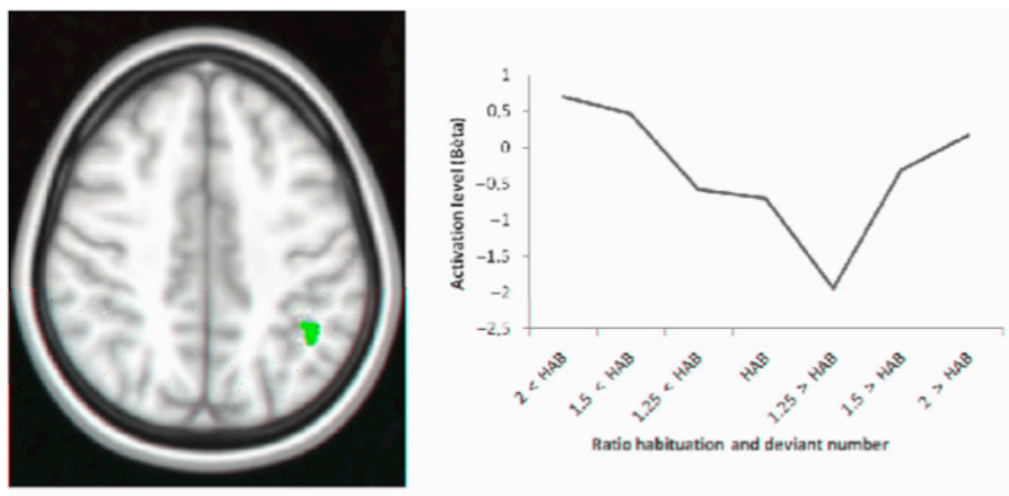 1
0.5
0
−0.5
−1
−1.5
−2
−2.5
Activation level (Bèta)
2 < HAB
1.5 < HAB
1.25 < HAB
HAB
1.25 > HAB
1.5 > HAB
2 > HAB
Ratio habituation and deviant number